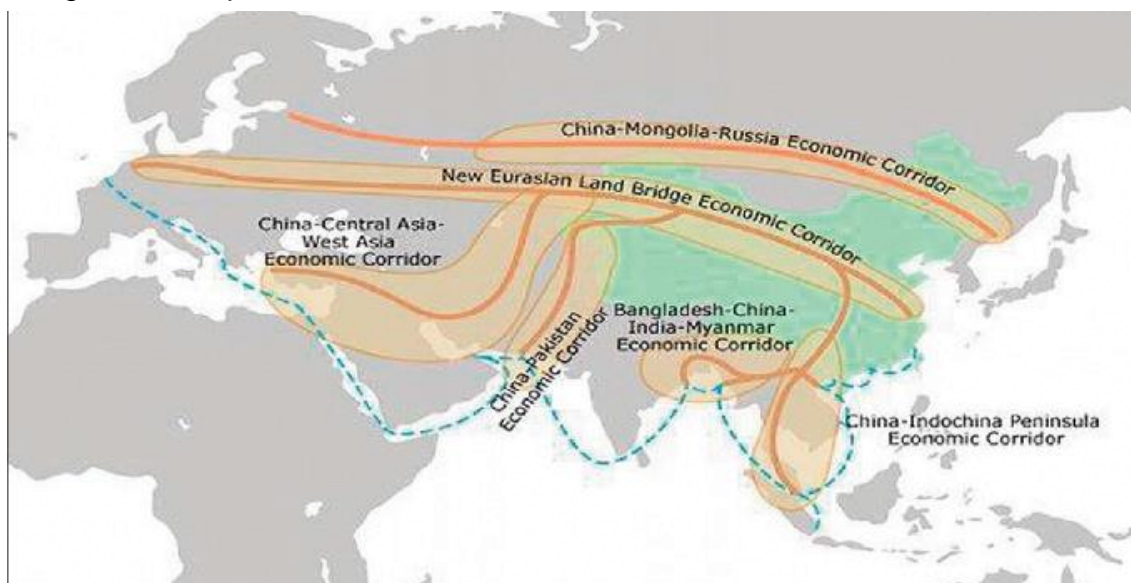 China-Mongolia-Russia Economic Corridor
New Eurasian Land Bridge Economic Corridor
China-Central Asia-
West Asia
Economic Corridor
China-Pakistan
Economic Corridor
Bangladesh-China-
India-Myanmar
Economic Corridor
China-Indochina Peninsula
Economic Corridor